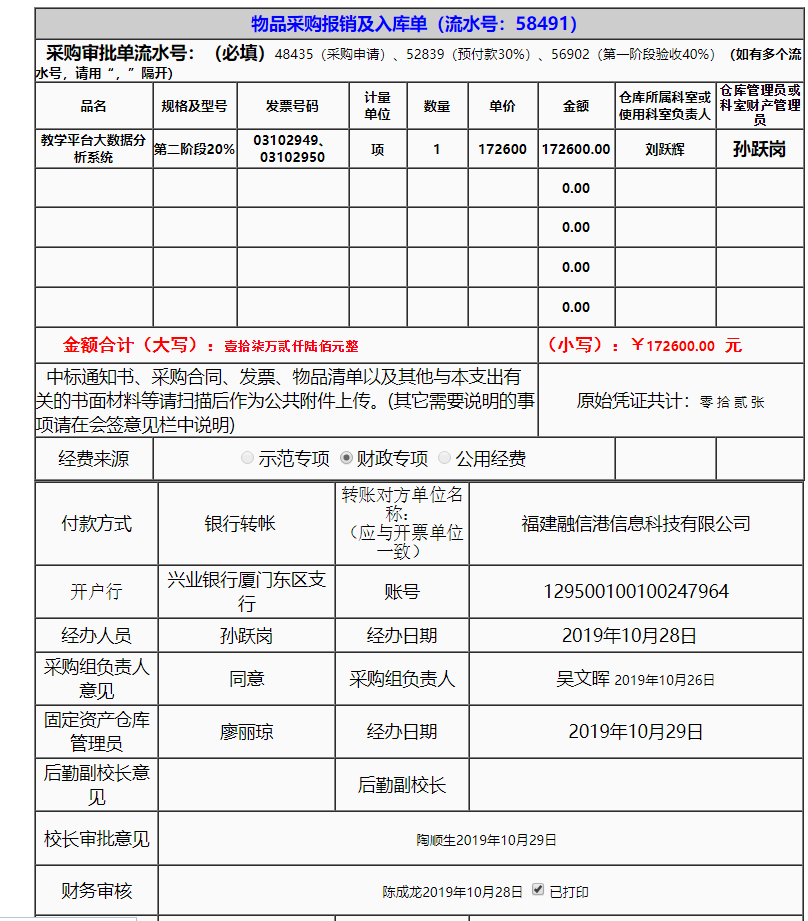 物品采购报销及入库单（流水号：58491）
采购审批单流水号：（必填）48435（采购申请）、52839（预付款30%）、56902（第一阶段验收40%）（如有多个流
水号，请用“，”隔开)
品名 规格及型号 发票号码 计量单位 数量 单价 金额 仓库所属科室或使用科室负责人 仓库管理员或科室财产管理员
教学平台大数据分析系统 第二阶段20% 03102949、03102950 项 1 172600 172600.00 刘跃辉 孙跃岗
0.00
0.00
0.00
0.00
金额合计（大写）：壹拾柒万贰仟陆佰元整 （小写）：￥172600.00 元
中标通知书、采购合同、发票、物品清单以及其他与本支出有
关的书面材料等请扫描后作为公共附件上传。(其它需要说明的事
项请在会签意见栏中说明)
原始凭证共计：零拾贰张
经费来源 示范专项 财政专项 公用经费
付款方式 银行转帐 转账对方单位名称：（应与开票单位一致） 福建融信港信息科技有限公司
开户行 兴业银行厦门东区支行 账号 129500100100247964
经办人员 孙跃岗 经办日期 2019年10月28日
采购组负责人意见 同意 采购组负责人 吴文晖 2019年10月26日
固定资产仓库管理员 廖丽琼 经办日期 2019年10月29日
后勤副校长意见 后勤副校长
校长审批意见 陶顺生2019年10月29日
财务审核 陈成龙2019年10月28日 已打印